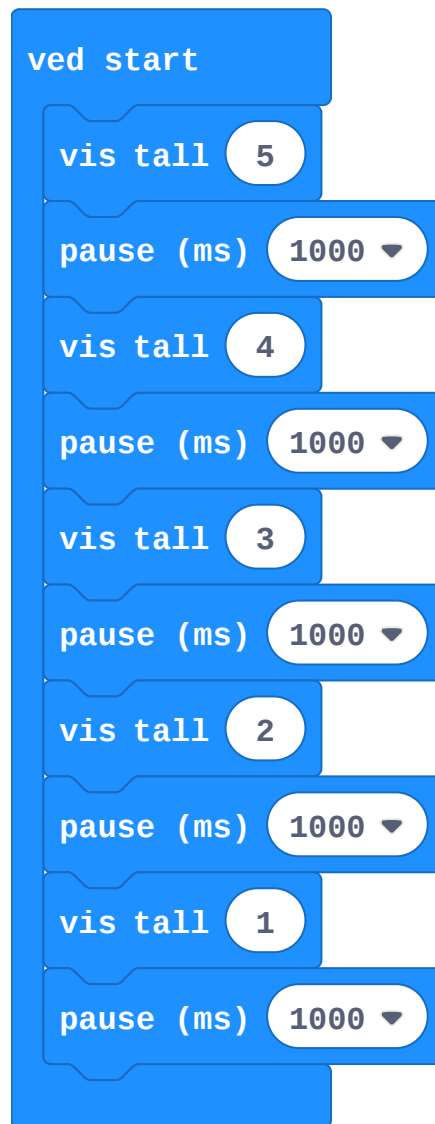 ved start
vis tall 5
pause (ms) 1000
vis tall 4
pause (ms) 1000
vis tall 3
pause (ms) 1000
vis tall 2
pause (ms) 1000
vis tall 1
pause (ms) 1000